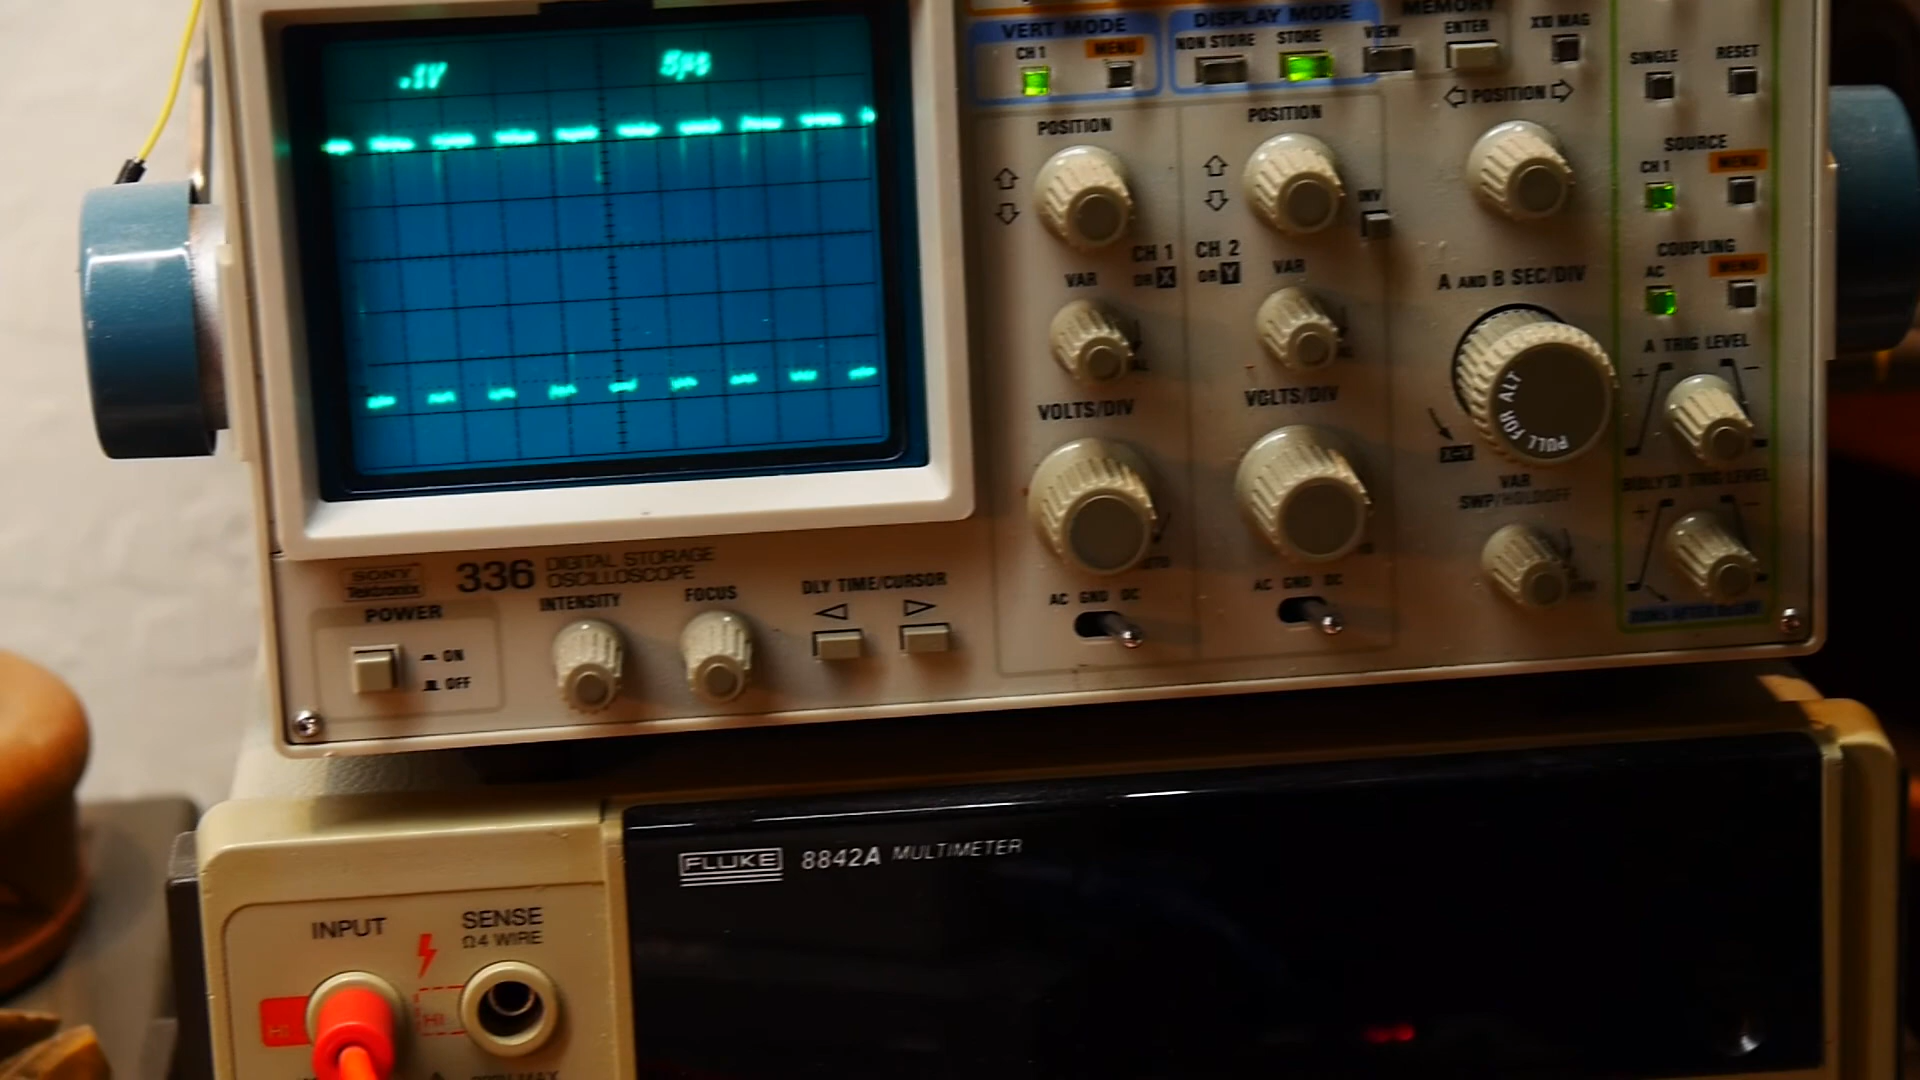 .1V 5µs
VERT MODE
CH 1 MENU
DISPLAY MODE
NON STORE STORE VIEW
MEMORY
ENTER
X10 MAG
SINGLE RESET
POSITION
POSITION
POSITION
SOURCE
CH 1 MENU
INV
CH 1
OR X
CH 2
OR Y
VAR
VAR
A AND B SEC/DIV
COUPLING
AC MENU
A TRIG LEVEL
+ -
VOLTS/DIV
VOLTS/DIV
PULL FOR ALT
X-Y
VAR
SWP/HOLDOFF
+ -
AC GND DC
AC GND DC
SONY
Tektronix
336 DIGITAL STORAGE
OSCILLOSCOPE
POWER
ON
OFF
INTENSITY
FOCUS
DLY TIME/CURSOR
FLUKE 8842A MULTIMETER
INPUT
SENSE
Ω4 WIRE
HI
HI